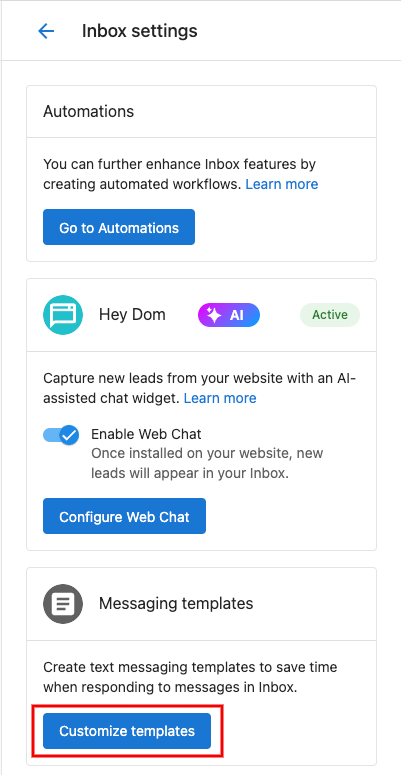 Inbox settings
Automations
You can further enhance Inbox features by
creating automated workflows. Learn more
Go to Automations
Hey Dom AI Active
Capture new leads from your website with an AI-
assisted chat widget. Learn more
Enable Web Chat
Once installed on your website, new
leads will appear in your Inbox.
Configure Web Chat
Messaging templates
Create text messaging templates to save time
when responding to messages in Inbox.
Customize templates